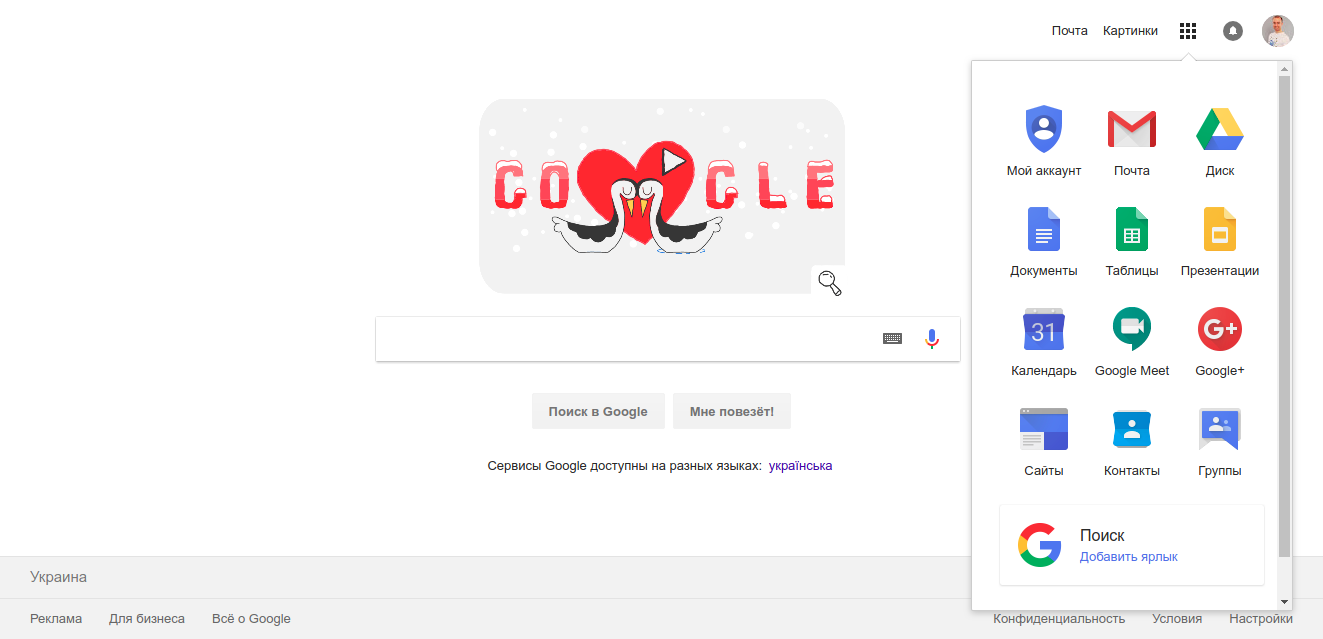 Почта Картинки
GO GLE
Мой аккаунт Почта Диск
Документы Таблицы Презентации
31
G+
Календарь Google Meet Google+
Сайты Контакты Группы
G Поиск
Добавить ярлык
Поиск в Google Мне повезёт!
Сервисы Google доступны на разных языках: українська
Украина
Реклама Для бизнеса Всё о Google
Конфиденциальность Условия Настройки